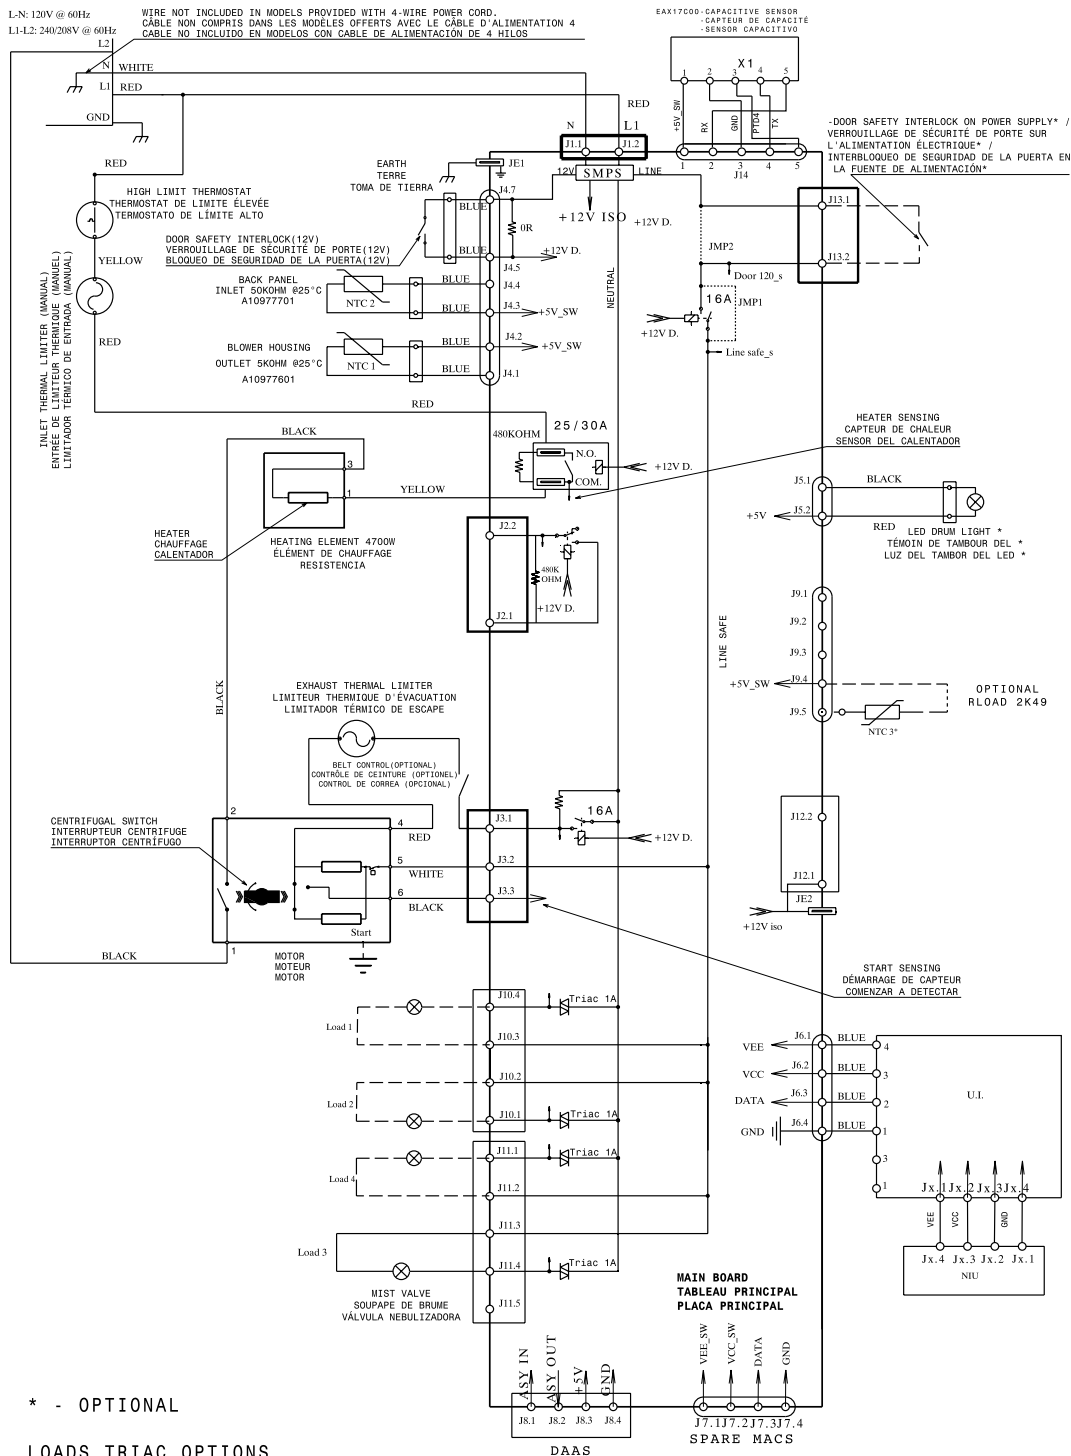 L-N: 120V @ 60Hz
L1-L2: 240/208V @ 60Hz
WIRE NOT INCLUDED IN MODELS PROVIDED WITH 4-WIRE POWER CORD.
CÂBLE NON COMPRIS DANS LES MODÈLES OFFERTS AVEC LE CÂBLE D'ALIMENTATION 4
CABLE NO INCLUIDO EN MODELOS CON CABLE DE ALIMENTACIÓN DE 4 HILOS
L2
N
WHITE
L1
RED
GND
RED
EAX17C00-CAPACITIVE SENSOR
-CAPTEUR DE CAPACITÉ
-SENSOR CAPACITIVO
X1
1
2
3
4
5
+5V_SW
RX
GND
PTD4
TX
1
2
3
4
5
J14
RED
N
L1
J1.1
J1.2
12V
SMPS
LINE
+12V ISO
+12V D.
-DOOR SAFETY INTERLOCK ON POWER SUPPLY* /
VERROUILLAGE DE SÉCURITÉ DE PORTE SUR
L'ALIMENTATION ÉLECTRIQUE* /
INTERBLOQUEO DE SEGURIDAD DE LA PUERTA EN
LA FUENTE DE ALIMENTACIÓN*
J13.1
J13.2
JMP2
Door 120_s
16A
JMP1
+12V D.
Line safe_s
NEUTRAL
EARTH
TERRE
TOMA DE TIERRA
JE1
J4.7
BLUE
0R
BLUE
+12V D.
J4.5
HIGH LIMIT THERMOSTAT
THERMOSTAT DE LIMITE ÉLEVÉE
TERMOSTATO DE LÍMITE ALTO
DOOR SAFETY INTERLOCK(12V)
VERROUILLAGE DE SÉCURITÉ DE PORTE(12V)
BLOQUEO DE SEGURIDAD DE LA PUERTA(12V)
YELLOW
BACK PANEL
INLET 50KOHM @25°C
A10977701
NTC 2
BLUE
J4.4
BLUE
J4.3
+5V_SW
BLOWER HOUSING
OUTLET 5KOHM @25°C
A10977601
NTC 1
BLUE
J4.2
+5V_SW
BLUE
J4.1
RED
INLET THERMAL LIMITER (MANUAL)
ENTRÉE DE LIMITEUR THERMIQUE (MANUEL)
LIMITADOR TÉRMICO DE ENTRADA (MANUAL)
RED
BLACK
480KOHM
25/30A
N.O.
COM.
+12V D.
HEATER SENSING
CAPTEUR DE CHALEUR
SENSOR DEL CALENTADOR
3
1
YELLOW
HEATER
CHAUFFAGE
CALENTADOR
HEATING ELEMENT 4700W
ÉLÉMENT DE CHAUFFAGE
RESISTENCIA
J5.1
BLACK
+5V
J5.2
RED
LED DRUM LIGHT *
TÉMOIN DE TAMBOUR DEL *
LUZ DEL TAMBOR DEL LED *
J2.2
480K
OHM
+12V D.
J2.1
LINE SAFE
J9.1
J9.2
J9.3
+5V_SW
J9.4
J9.5
NTC 3*
OPTIONAL
RLOAD 2K49
BLACK
EXHAUST THERMAL LIMITER
LIMITEUR THERMIQUE D'ÉVACUATION
LIMITADOR TÉRMICO DE ESCAPE
BELT CONTROL(OPTIONAL)
CONTRÔLE DE CEINTURE (OPTIONEL)
CONTROL DE CORREA (OPCIONAL)
CENTRIFUGAL SWITCH
INTERRUPTEUR CENTRIFUGE
INTERRUPTOR CENTRÍFUGO
2
4
RED
5
WHITE
6
BLACK
Start
1
BLACK
MOTOR
MOTEUR
MOTOR
J3.1
16A
+12V D.
J3.2
J3.3
J12.2
J12.1
JE2
+12V iso
START SENSING
DÉMARRAGE DE CAPTEUR
COMENZAR A DETECTAR
J10.4
Triac 1A
Load 1
J10.3
J10.2
Load 2
J10.1
Triac 1A
J11.1
Triac 1A
Load 4
J11.2
J11.3
Load 3
J11.4
Triac 1A
J11.5
MIST VALVE
SOUPAPE DE BRUME
VÁLVULA NEBULIZADORA
VEE
J6.1
BLUE
4
VCC
J6.2
BLUE
3
DATA
J6.3
BLUE
2
GND
J6.4
BLUE
1
3
1
U.I.
Jx.1
Jx.2
Jx.3
Jx.4
VEE
VCC
GND
Jx.4
Jx.3
Jx.2
Jx.1
NIU
MAIN BOARD
TABLEAU PRINCIPAL
PLACA PRINCIPAL
ASY IN
ASY OUT
+5V
GND
J8.1
J8.2
J8.3
J8.4
DAAS
VEE_SW
VCC_SW
DATA
GND
J7.1
J7.2
J7.3
J7.4
SPARE MACS
* - OPTIONAL
LOADS TRIAC OPTIONS